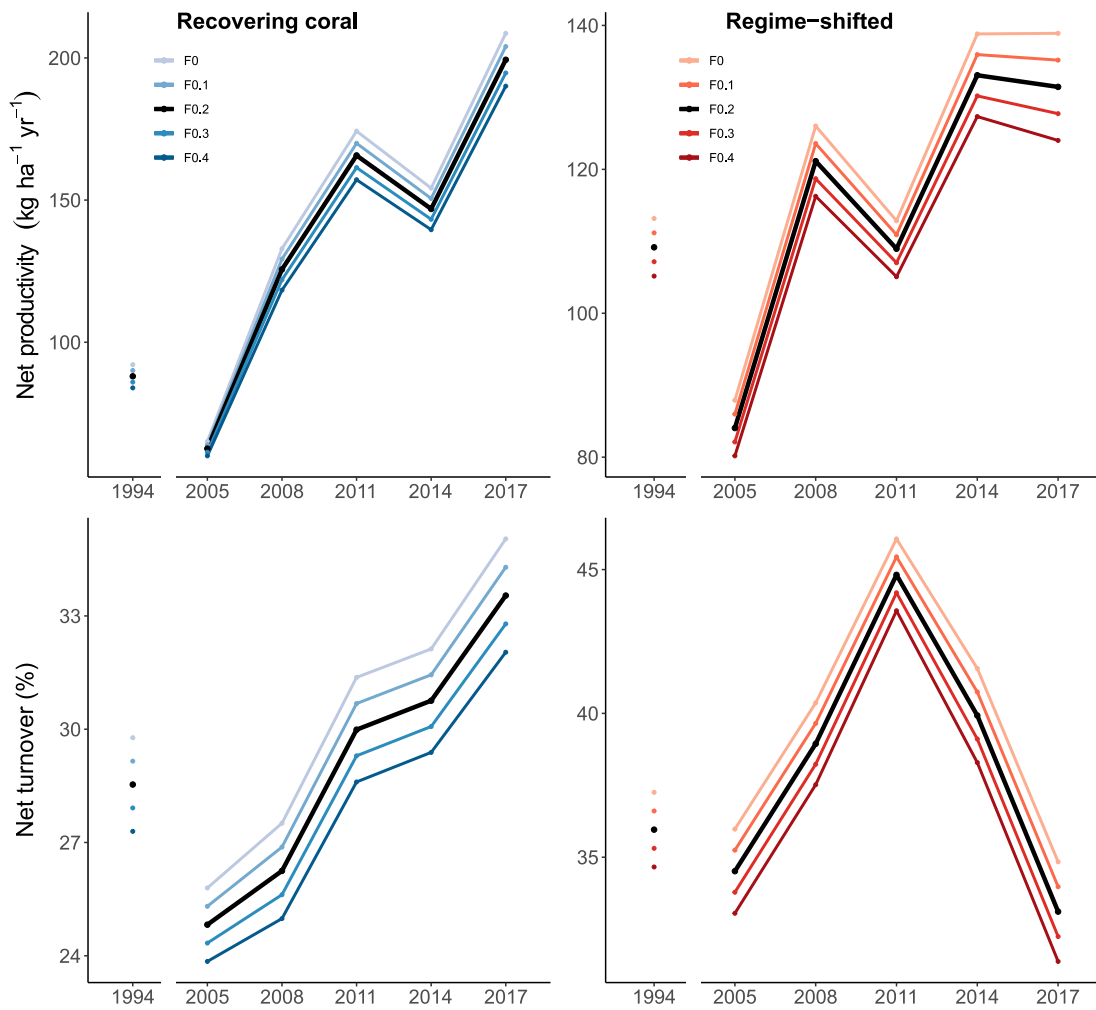 Recovering coral
Regime−shifted
Net productivity (kg ha⁻¹ yr⁻¹)
200
150
100
F0
F0.1
F0.2
F0.3
F0.4
1994
2005
2008
2011
2014
2017
140
120
100
80
F0
F0.1
F0.2
F0.3
F0.4
1994
2005
2008
2011
2014
2017
Net turnover (%)
33
30
27
24
1994
2005
2008
2011
2014
2017
45
40
35
1994
2005
2008
2011
2014
2017